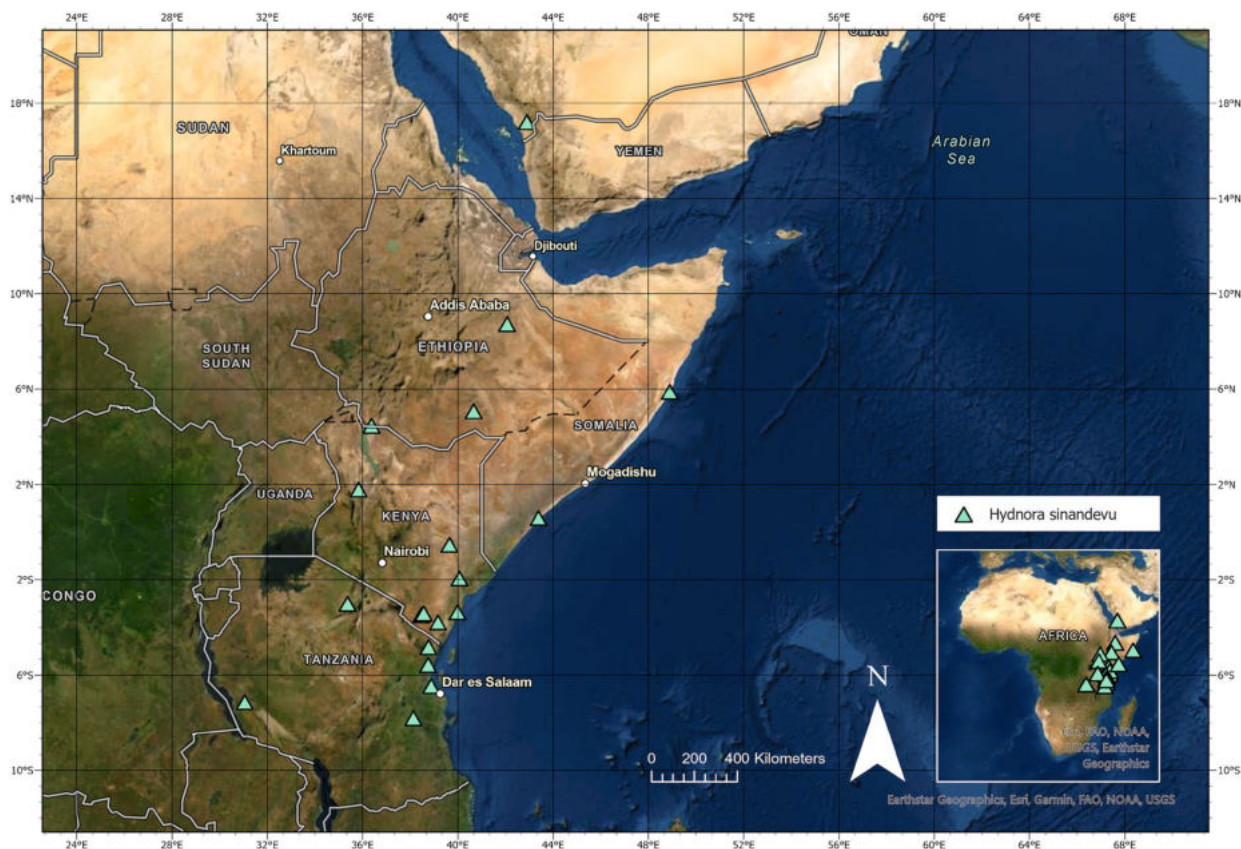 24°E 28°E 32°E 36°E 40°E 44°E 48°E 52°E 56°E 60°E 64°E 68°E
OMAN
18°N 18°N
SUDAN
Khartoum
YEMEN
Arabian
Sea
14°N 14°N
Djibouti
10°N 10°N
Addis Ababa
ETHIOPIA
SOUTH
SUDAN
6°N 6°N
SOMALIA
Mogadishu
2°N 2°N
UGANDA
KENYA
Hydnora sinandevu
Nairobi
2°S 2°S
CONGO
AFRICA
TANZANIA
6°S 6°S
Dar es Salaam
N
Esri, FAO, NOAA,
USGS, Earthstar
Geographics
0 200 400 Kilometers
10°S 10°S
Earthstar Geographics, Esri, Garmin, FAO, NOAA, USGS
24°E 28°E 32°E 36°E 40°E 44°E 48°E 52°E 56°E 60°E 64°E 68°E